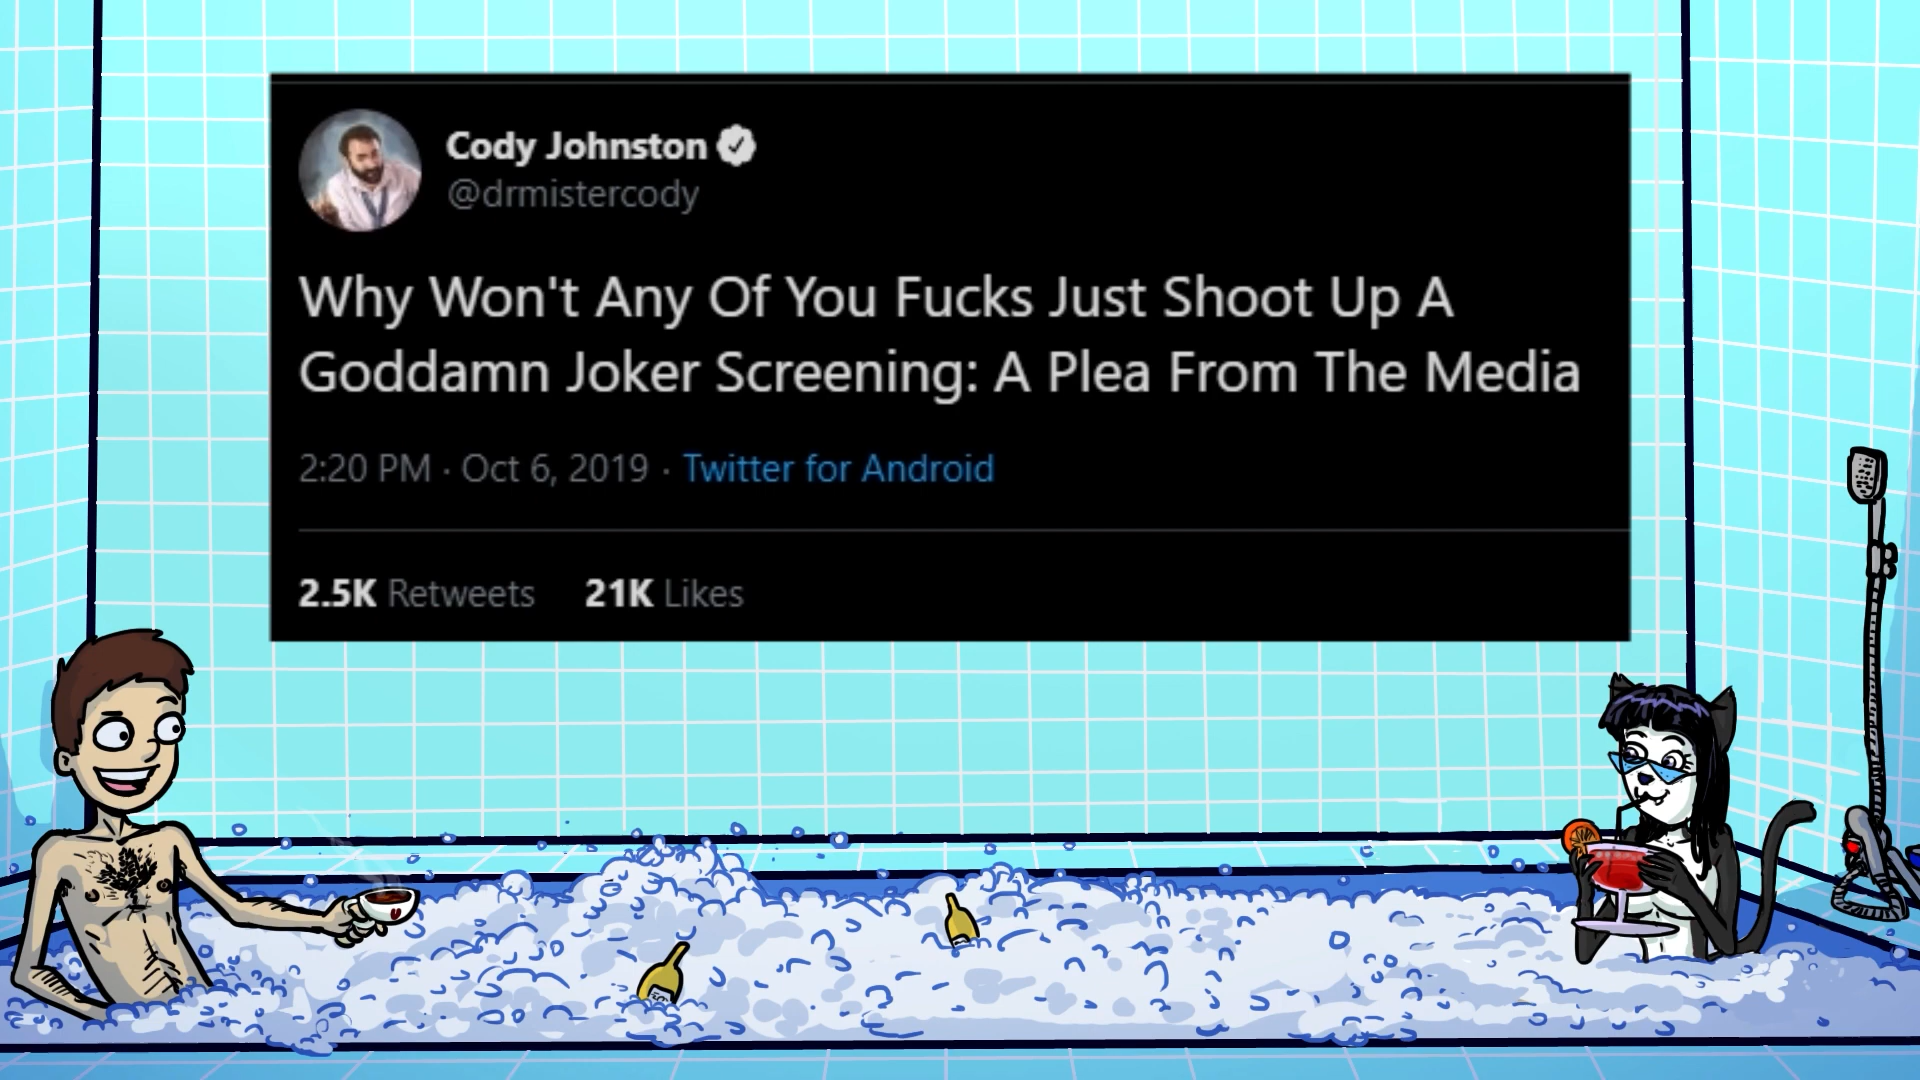 Cody Johnston
@drmistercody
Why Won't Any Of You Fucks Just Shoot Up A
Goddamn Joker Screening: A Plea From The Media
2:20 PM · Oct 6, 2019 · Twitter for Android
2.5K Retweets 21K Likes